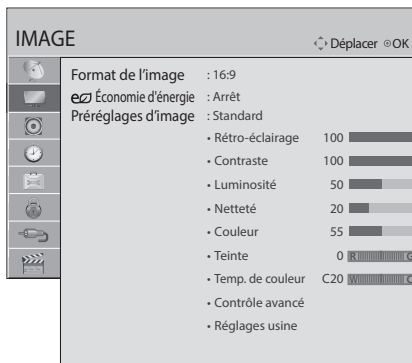 IMAGE Déplacer OK
Format de l'image : 16:9
Économie d'énergie : Arrêt
Préréglages d'image : Standard
• Rétro-éclairage 100
• Contraste 100
• Luminosité 50
• Netteté 20
• Couleur 55
• Teinte 0 R G
• Temp. de couleur C20 W C
• Contrôle avancé
• Réglages usine